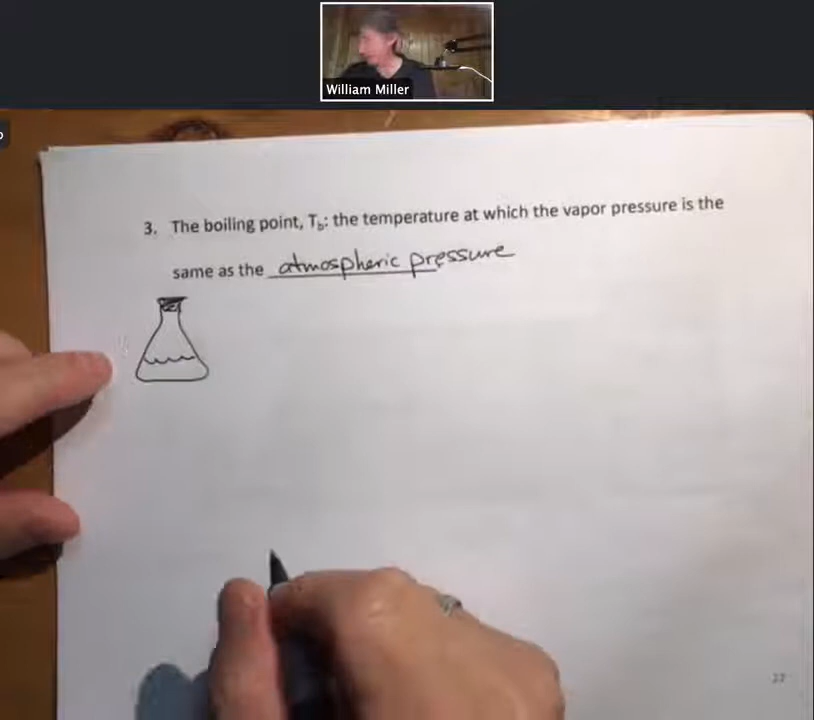 William Miller
3. The boiling point, Tb: the temperature at which the vapor pressure is the
same as the atmospheric pressure